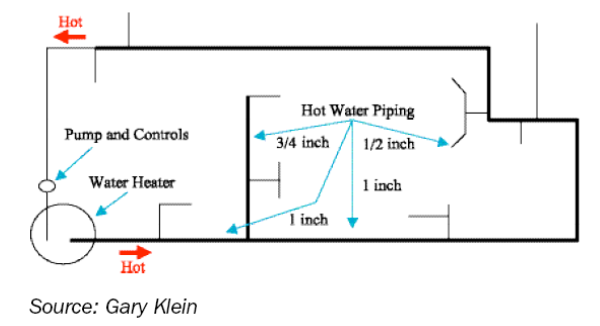 Hot
Hot Water Piping
Pump and Controls
3/4 inch
1/2 inch
Water Heater
1 inch
1 inch
Hot
Source: Gary Klein